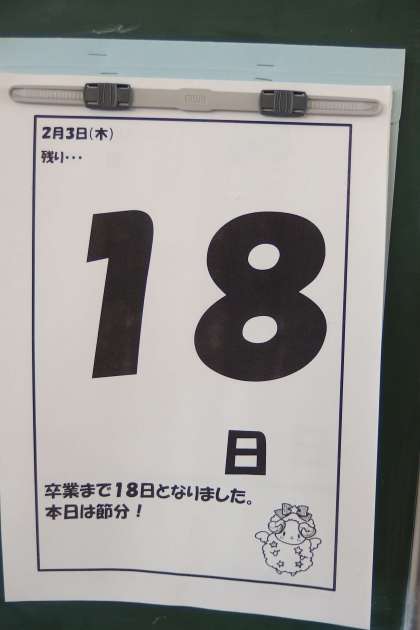 2月3日(木)
残り・・・
18
日
卒業まで18日となりました。
本日は節分！